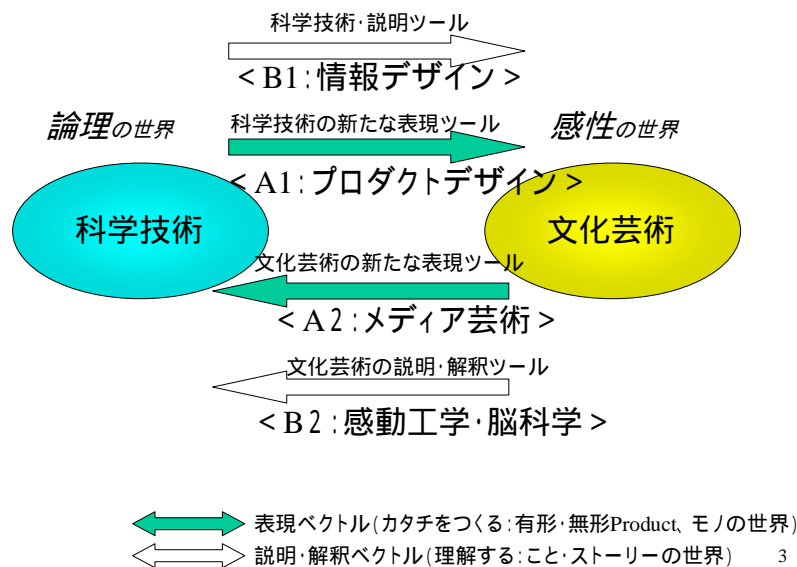 科学技術･説明ツール
＜B1:情報デザイン＞
論理の世界
科学技術の新たな表現ツール
感性の世界
＜A1:プロダクトデザイン＞
科学技術
文化芸術
文化芸術の新たな表現ツール
＜A２:メディア芸術＞
文化芸術の説明･解釈ツール
＜B２:感動工学･脳科学＞
表現ベクトル(カタチをつくる:有形･無形Product、モノの世界)
説明･解釈ベクトル(理解する:こと･ストーリーの世界)
3